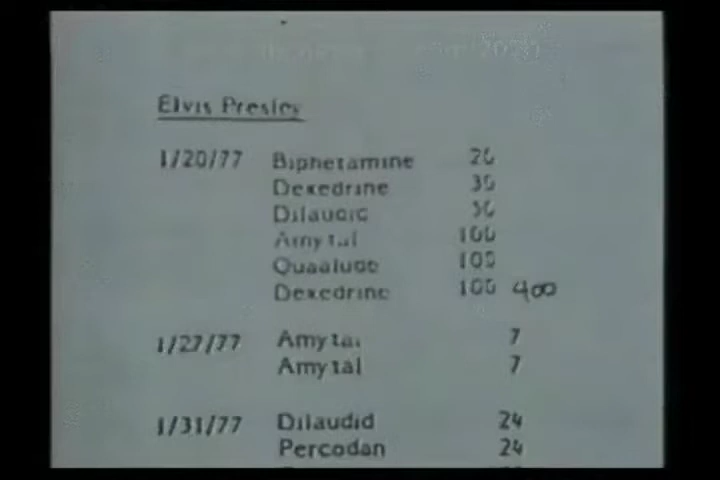 Elvis Presley
1/20/77 Biphetamine 20
Dexedrine 30
Dilaudid 50
Amytal 100
Quaalude 100
Dexedrine 100 400
1/27/77 Amytal 7
Amytal 7
1/31/77 Dilaudid 24
Percodan 24